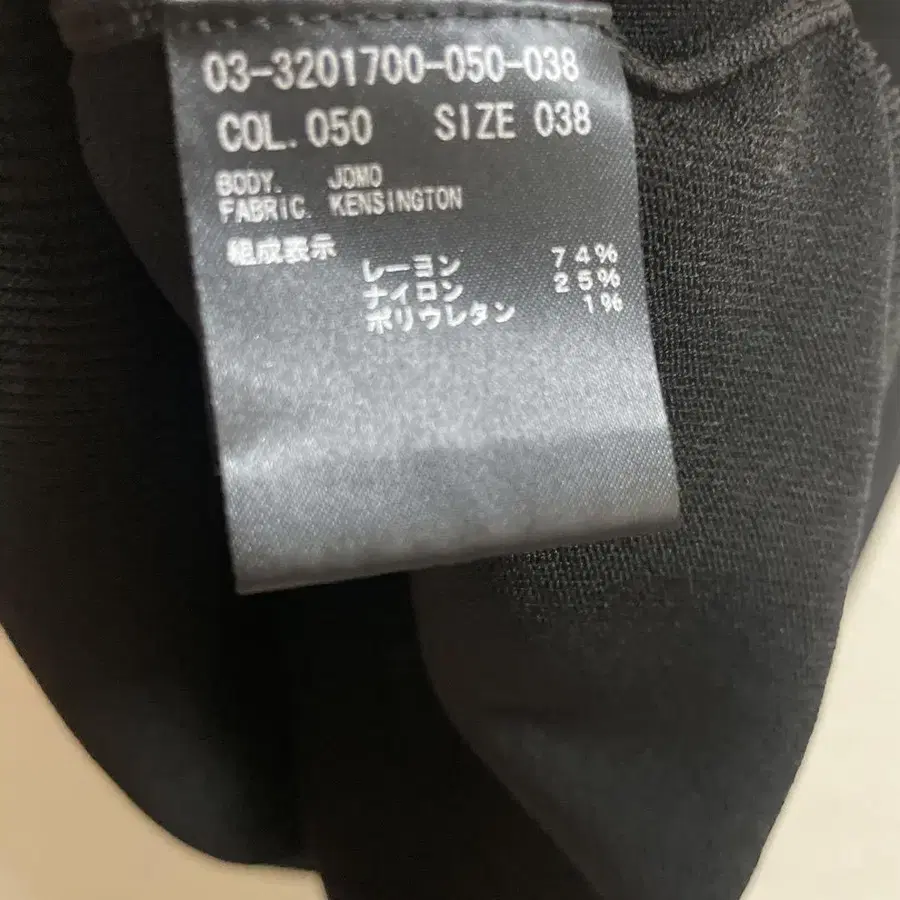 03-3201700-050-038
COL. 050 SIZE 038
BODY. JOMO
FABRIC. KENSINGTON
組成表示
レーヨン 74%
ナイロン 25%
ポリウレタン 1%